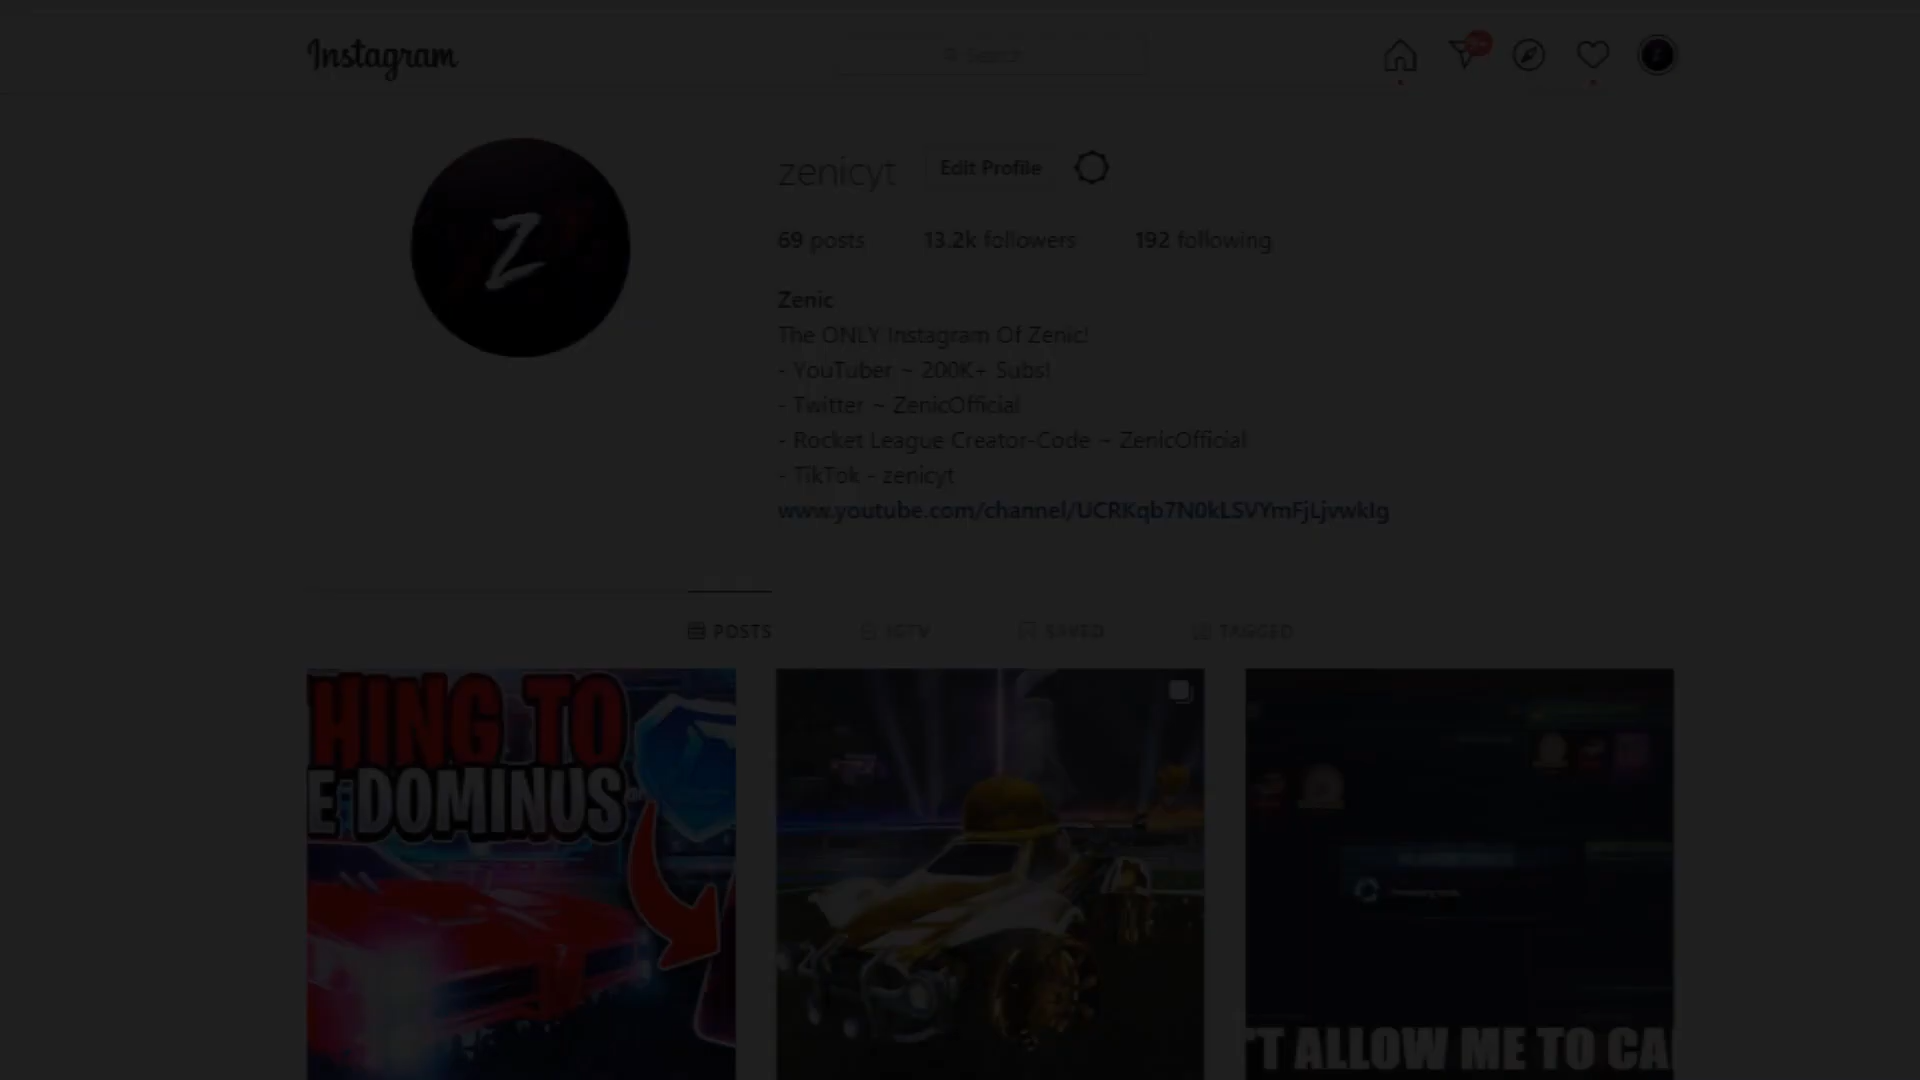 Instagram
Search
zenicyt
Edit Profile
69 posts
13.2k followers
192 following
Zenic
The ONLY Instagram Of Zenic!
- YouTuber ~ 200K+ Subs!
- Twitter ~ ZenicOfficial
- Rocket League Creator-Code ~ ZenicOfficial
- TikTok - zenicyt
www.youtube.com/channel/UCRKqb7N0kLSVYmFjLjvwkIg
POSTS
IGTV
SAVED
TAGGED
HING TO
E DOMINUS
Z
'T ALLOW ME TO CA